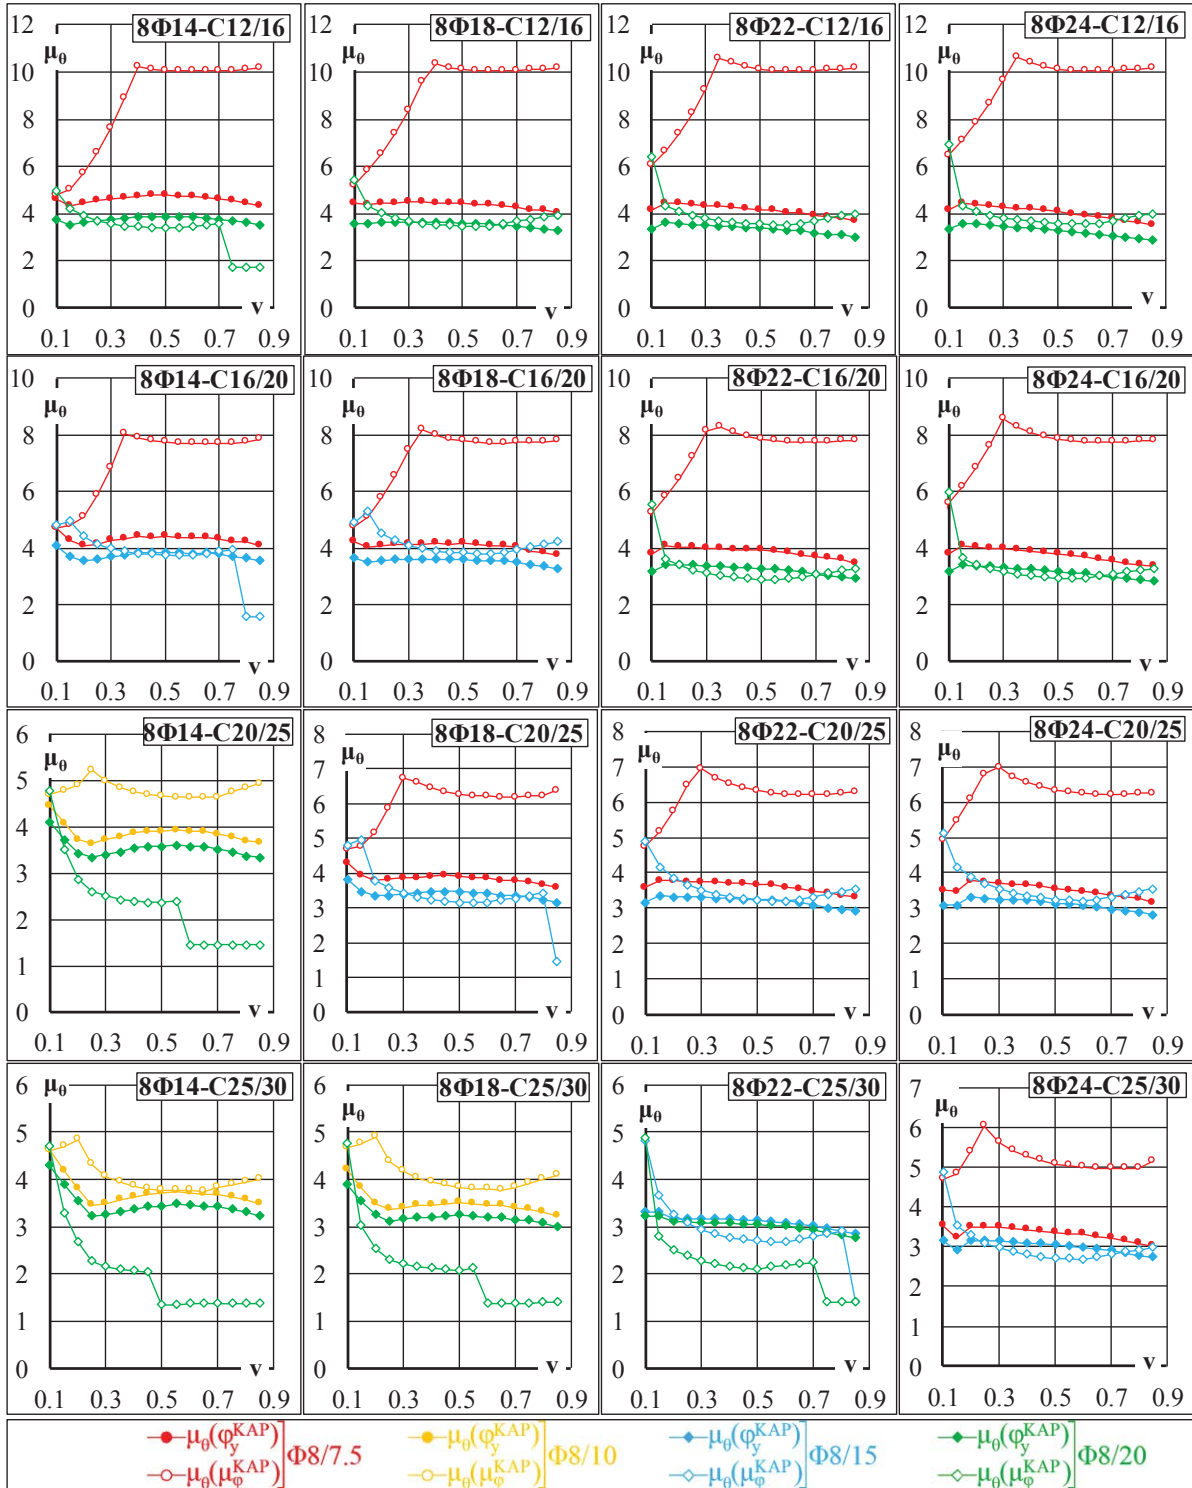 8Φ14-C12/16
8Φ18-C12/16
8Φ22-C12/16
8Φ24-C12/16
12 μθ 12 μθ 12 μθ 12 μθ
10 10 10 10
8 8 8 8
6 6 6 6
4 4 4 4
2 2 2 2
0 ν 0 ν 0 ν 0 ν
0.1 0.3 0.5 0.7 0.9 0.1 0.3 0.5 0.7 0.9 0.1 0.3 0.5 0.7 0.9 0.1 0.3 0.5 0.7 0.9
8Φ14-C16/20
8Φ18-C16/20
8Φ22-C16/20
8Φ24-C16/20
10 μθ 10 μθ 10 μθ 10 μθ
8 8 8 8
6 6 6 6
4 4 4 4
2 2 2 2
0 ν 0 ν 0 ν 0 ν
0.1 0.3 0.5 0.7 0.9 0.1 0.3 0.5 0.7 0.9 0.1 0.3 0.5 0.7 0.9 0.1 0.3 0.5 0.7 0.9
8Φ14-C20/25
8Φ18-C20/25
8Φ22-C20/25
8Φ24-C20/25
6 μθ 8 μθ 8 μθ 8 μθ
5 7 7 7
4 6 6 6
3 5 5 5
2 4 4 4
1 3 3 3
0 ν 2 2 2
1 1 1
0 ν 0 ν 0 ν
0.1 0.3 0.5 0.7 0.9 0.1 0.3 0.5 0.7 0.9 0.1 0.3 0.5 0.7 0.9 0.1 0.3 0.5 0.7 0.9
8Φ14-C25/30
8Φ18-C25/30
8Φ22-C25/30
8Φ24-C25/30
6 μθ 6 μθ 6 μθ 7 μθ
5 5 5 6
4 4 4 5
3 3 3 4
2 2 2 3
1 1 1 2
0 ν 0 ν 0 ν 1
0 ν
0.1 0.3 0.5 0.7 0.9 0.1 0.3 0.5 0.7 0.9 0.1 0.3 0.5 0.7 0.9 0.1 0.3 0.5 0.7 0.9
μθ(φy^KAP)
μθ(μφ^KAP)
Φ8/7.5
μθ(φy^KAP)
μθ(μφ^KAP)
Φ8/10
μθ(φy^KAP)
μθ(μφ^KAP)
Φ8/15
μθ(φy^KAP)
μθ(μφ^KAP)
Φ8/20